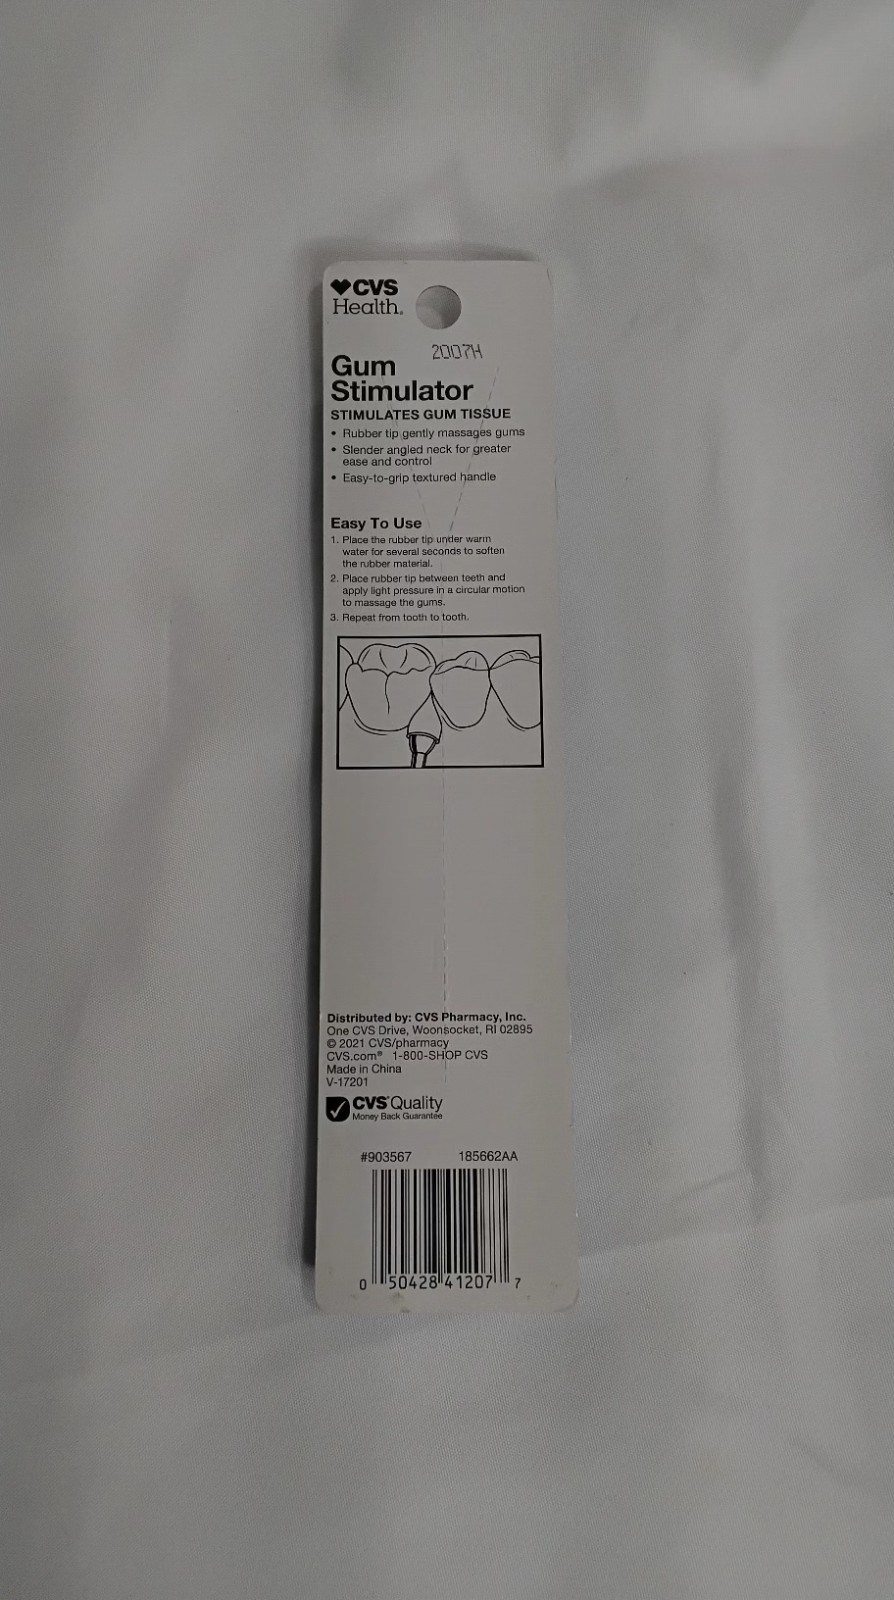 CVS
Health®
2007H
Gum
Stimulator
STIMULATES GUM TISSUE
• Rubber tip gently massages gums
• Slender angled neck for greater
ease and control
• Easy-to-grip textured handle
Easy To Use
1. Place the rubber tip under warm
water for several seconds to soften
the rubber material.
2. Place rubber tip between teeth and
apply light pressure in a circular motion
to massage the gums.
3. Repeat from tooth to tooth.
Distributed by: CVS Pharmacy, Inc.
One CVS Drive, Woonsocket, RI 02895
© 2021 CVS/pharmacy
CVS.com® 1-800-SHOP CVS
Made in China
V-17201
CVS® Quality
Money Back Guarantee
#903567 185662AA
0 50428 41207 7